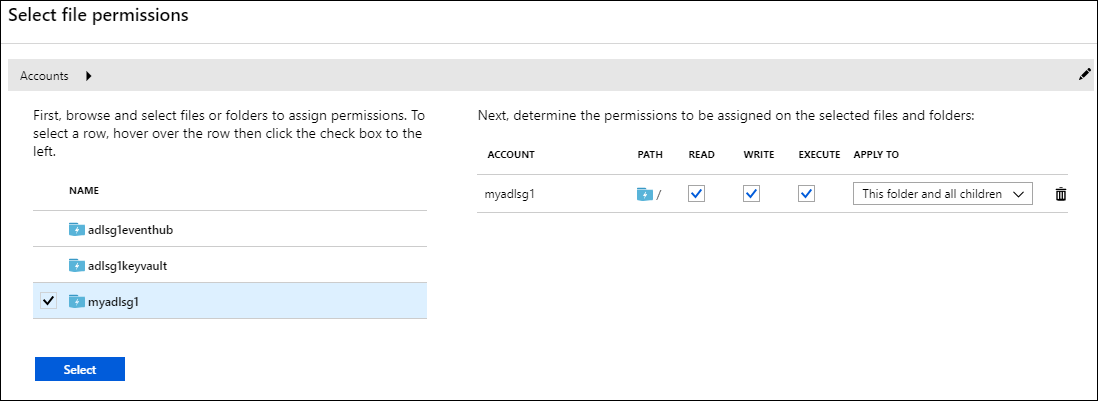 Select file permissions
Accounts
First, browse and select files or folders to assign permissions. To
select a row, hover over the row then click the check box to the
left.
NAME
adlsg1eventhub
adlsg1keyvault
myadlsg1
Select
Next, determine the permissions to be assigned on the selected files and folders:
ACCOUNT PATH READ WRITE EXECUTE APPLY TO
myadlsg1 / This folder and all children